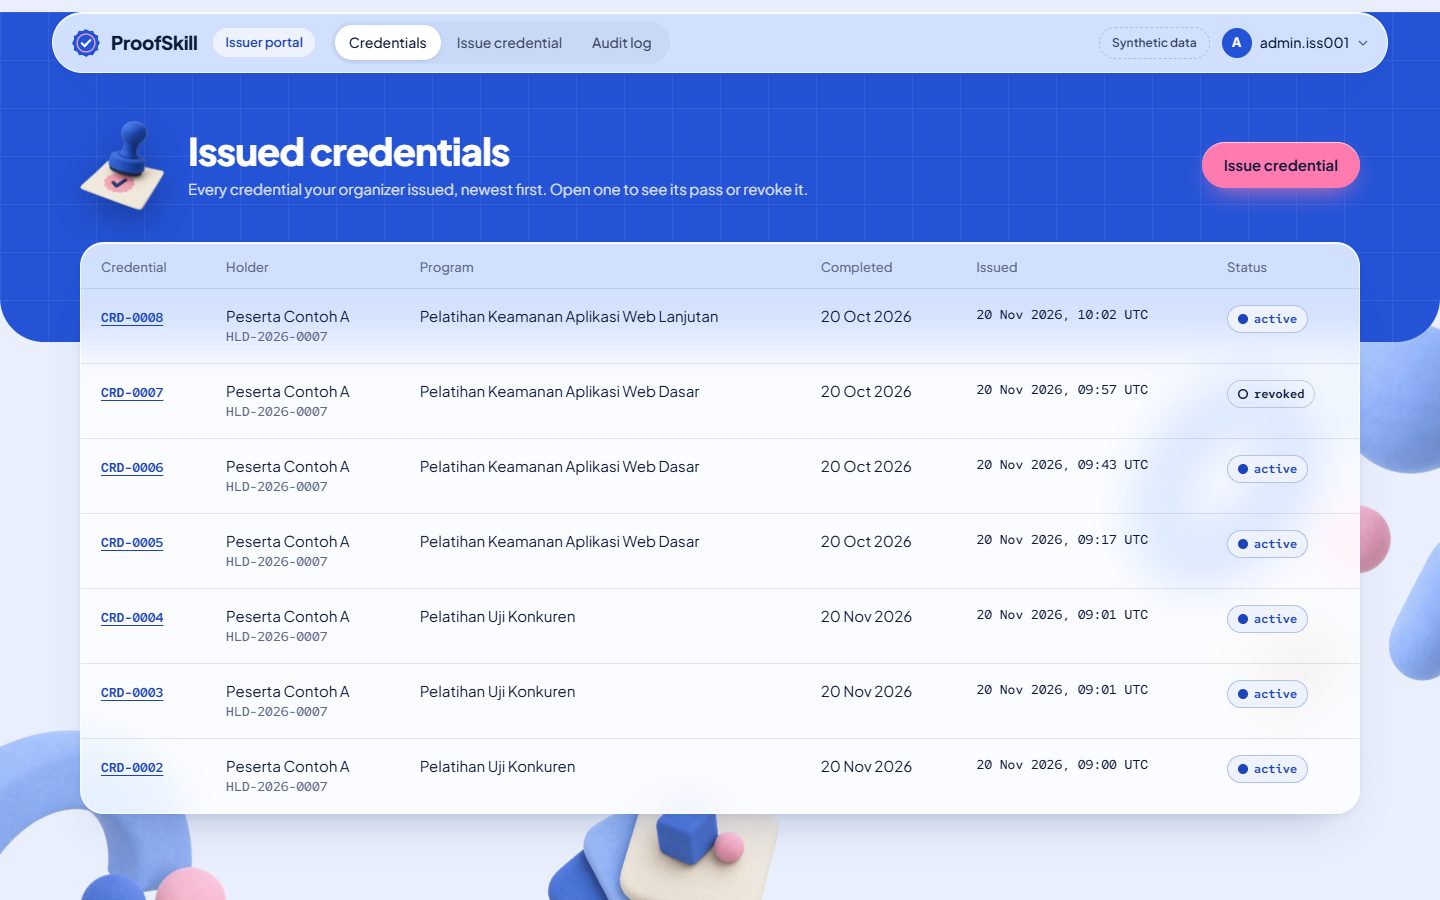 ProofSkill Issuer portal Credentials Issue credential Audit log Synthetic data A admin.iss001
Issued credentials
Every credential your organizer issued, newest first. Open one to see its pass or revoke it.
Issue credential
Credential Holder Program Completed Issued Status
CRD-0008 Peserta Contoh A Pelatihan Keamanan Aplikasi Web Lanjutan 20 Oct 2026 20 Nov 2026, 10:02 UTC active
HLD-2026-0007
CRD-0007 Peserta Contoh A Pelatihan Keamanan Aplikasi Web Dasar 20 Oct 2026 20 Nov 2026, 09:57 UTC revoked
HLD-2026-0007
CRD-0006 Peserta Contoh A Pelatihan Keamanan Aplikasi Web Dasar 20 Oct 2026 20 Nov 2026, 09:43 UTC active
HLD-2026-0007
CRD-0005 Peserta Contoh A Pelatihan Keamanan Aplikasi Web Dasar 20 Oct 2026 20 Nov 2026, 09:17 UTC active
HLD-2026-0007
CRD-0004 Peserta Contoh A Pelatihan Uji Konkuren 20 Nov 2026 20 Nov 2026, 09:01 UTC active
HLD-2026-0007
CRD-0003 Peserta Contoh A Pelatihan Uji Konkuren 20 Nov 2026 20 Nov 2026, 09:01 UTC active
HLD-2026-0007
CRD-0002 Peserta Contoh A Pelatihan Uji Konkuren 20 Nov 2026 20 Nov 2026, 09:00 UTC active
HLD-2026-0007